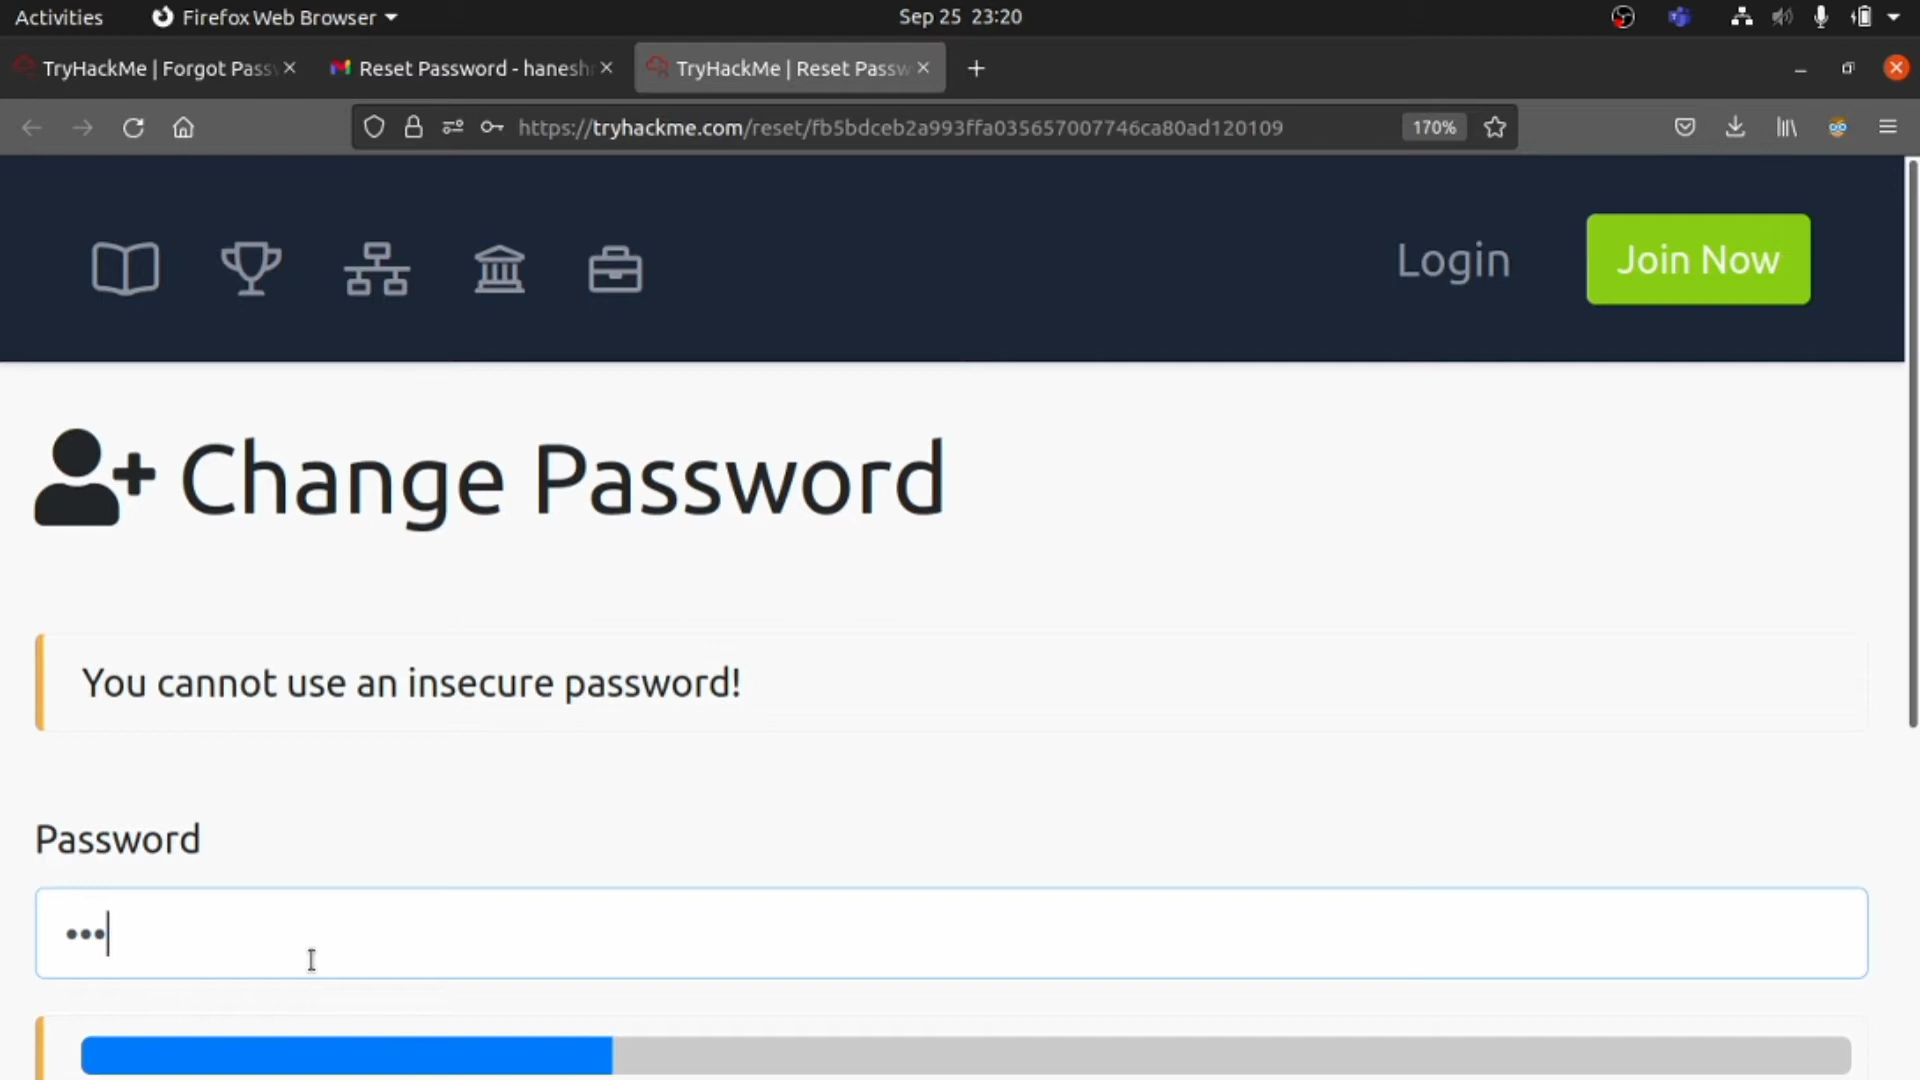 Activities Firefox Web Browser Sep 25 23:20
TryHackMe | Forgot Passw Reset Password - hanesh TryHackMe | Reset Passw
https://tryhackme.com/reset/fb5bdceb2a993ffa035657007746ca80ad120109 170%
Login Join Now
Change Password
You cannot use an insecure password!
Password